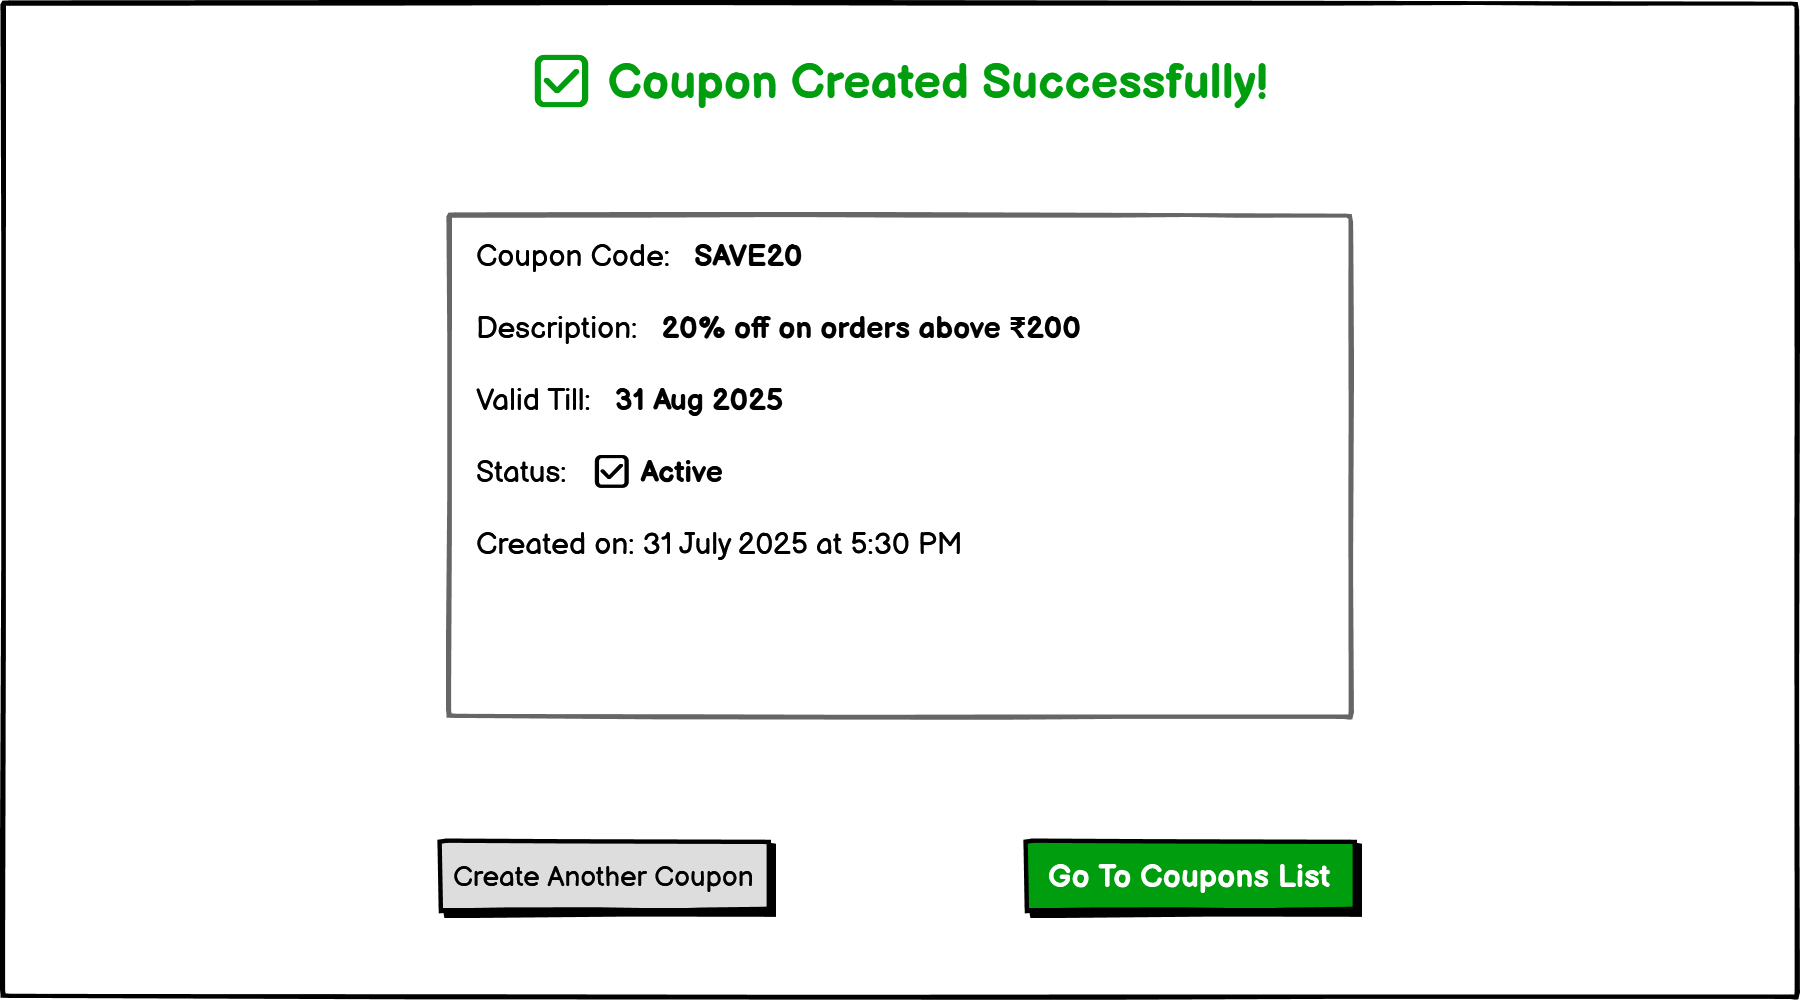 Coupon Created Successfully!
Coupon Code: SAVE20
Description: 20% off on orders above ₹200
Valid Till: 31 Aug 2025
Status: Active
Created on: 31 July 2025 at 5:30 PM
Create Another Coupon
Go To Coupons List